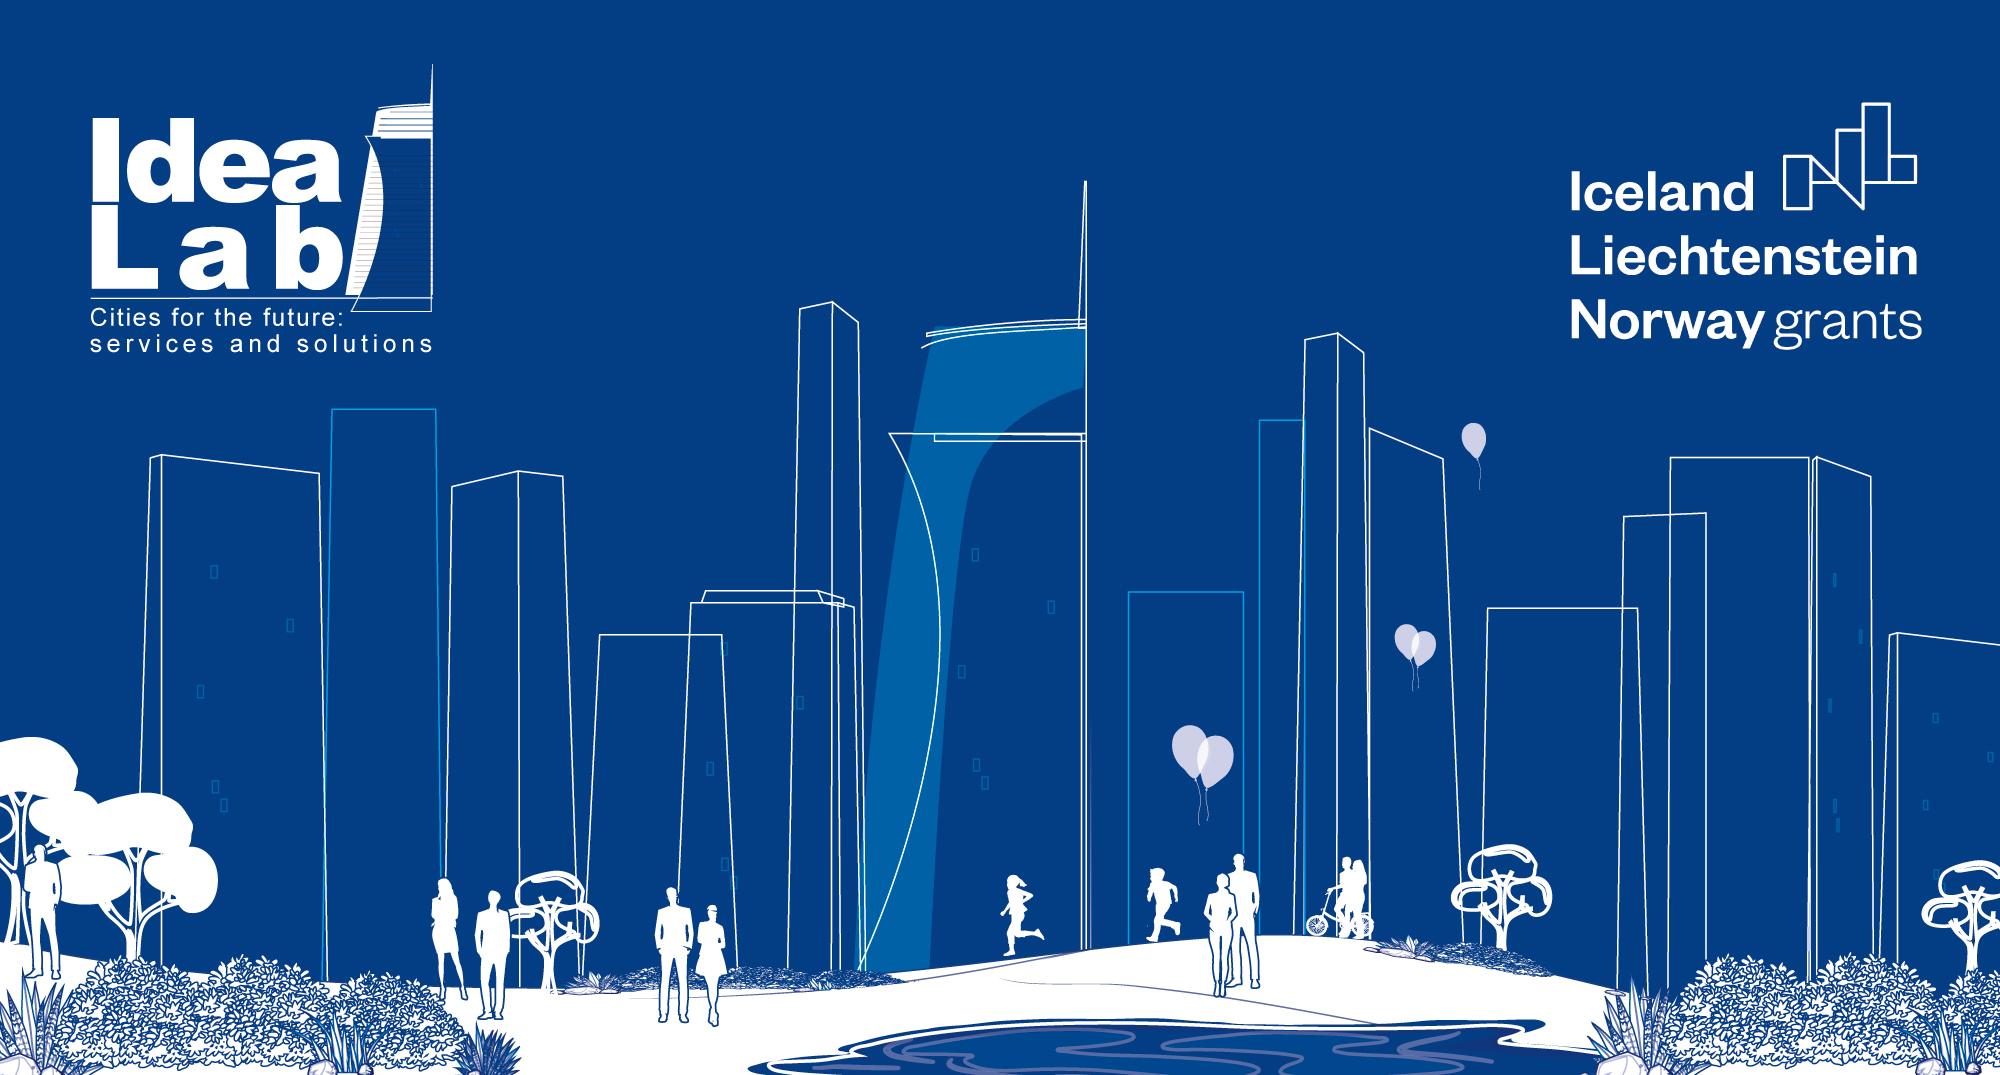 Idea
Lab
Cities for the future:
services and solutions
Iceland
Liechtenstein
Norway grants